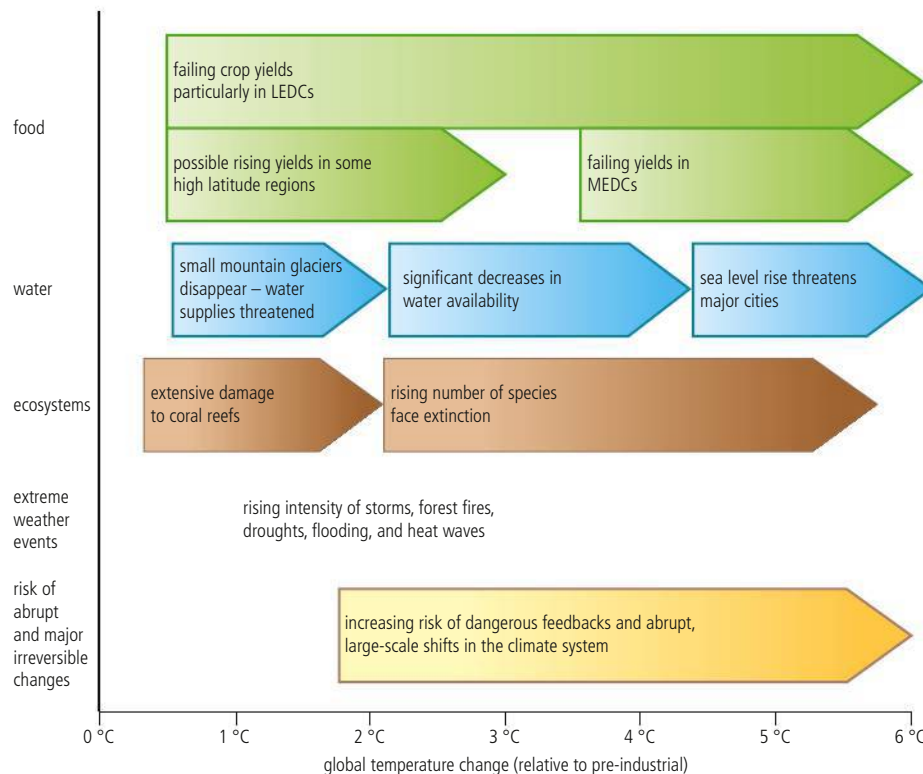 failing crop yields
particularly in LEDCs
food
possible rising yields in some
high latitude regions
failing yields in
MEDCs
small mountain glaciers
disappear – water
supplies threatened
significant decreases in
water availability
sea level rise threatens
major cities
water
extensive damage
to coral reefs
rising number of species
face extinction
ecosystems
extreme
weather
events
rising intensity of storms, forest fires,
droughts, flooding, and heat waves
risk of
abrupt
and major
irreversible
changes
increasing risk of dangerous feedbacks and abrupt,
large-scale shifts in the climate system
0 °C 1 °C 2 °C 3 °C 4 °C 5 °C 6 °C
global temperature change (relative to pre-industrial)